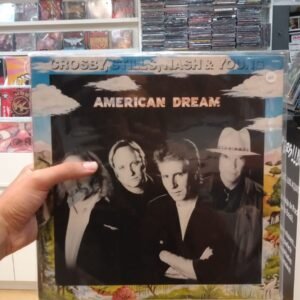 CROSBY, STILLS, NASH & YOUNG
AMERICAN DREAM